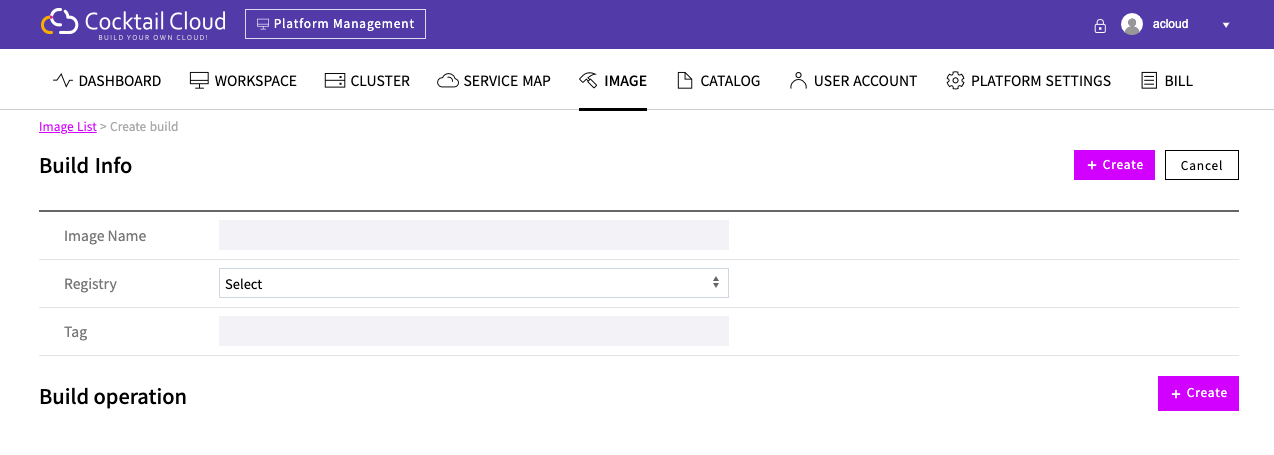 Cocktail Cloud
BUILD YOUR OWN CLOUD!
Platform Management
acloud
DASHBOARD WORKSPACE CLUSTER SERVICE MAP IMAGE CATALOG USER ACCOUNT PLATFORM SETTINGS BILL
Image List > Create build
Build Info
+ Create Cancel
Image Name
Registry Select
Tag
Build operation
+ Create